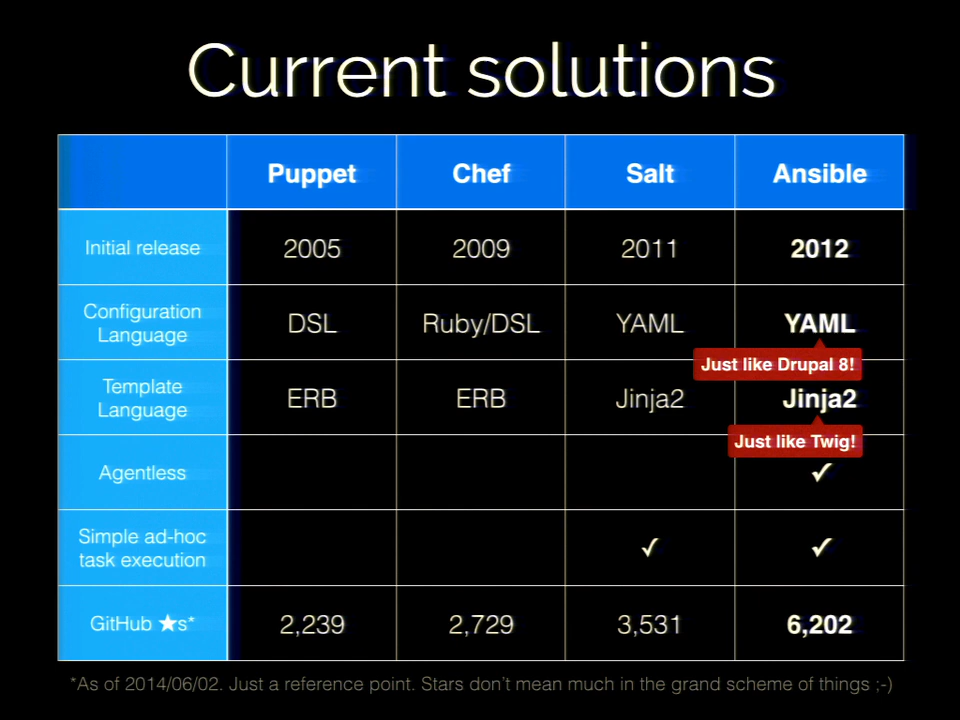 Current solutions
Puppet Chef Salt Ansible
Initial release 2005 2009 2011 2012
Configuration
Language DSL Ruby/DSL YAML YAML
Just like Drupal 8!
Template
Language ERB ERB Jinja2 Jinja2
Just like Twig!
Agentless ✓
Simple ad-hoc
task execution ✓ ✓
GitHub ★s* 2,239 2,729 3,531 6,202
*As of 2014/06/02. Just a reference point. Stars don't mean much in the grand scheme of things ;-)